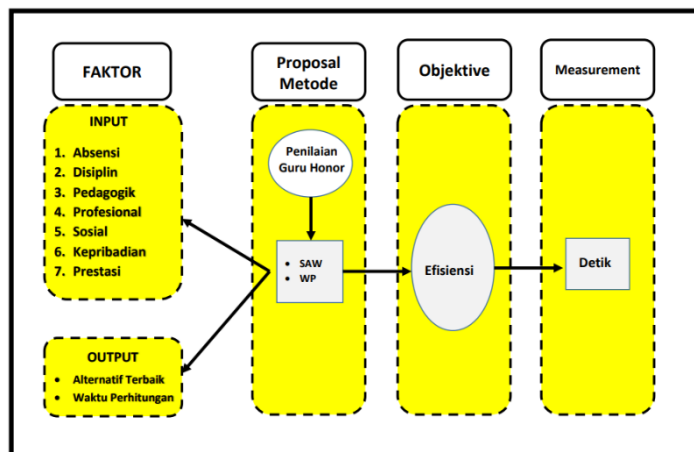 FAKTOR
INPUT
1. Absensi
2. Disiplin
3. Pedagogik
4. Profesional
5. Sosial
6. Kepribadian
7. Prestasi
OUTPUT
• Alternatif Terbaik
• Waktu Perhitungan
Proposal
Metode
Penilaian
Guru Honor
• SAW
• WP
Objektive
Efisiensi
Measurement
Detik